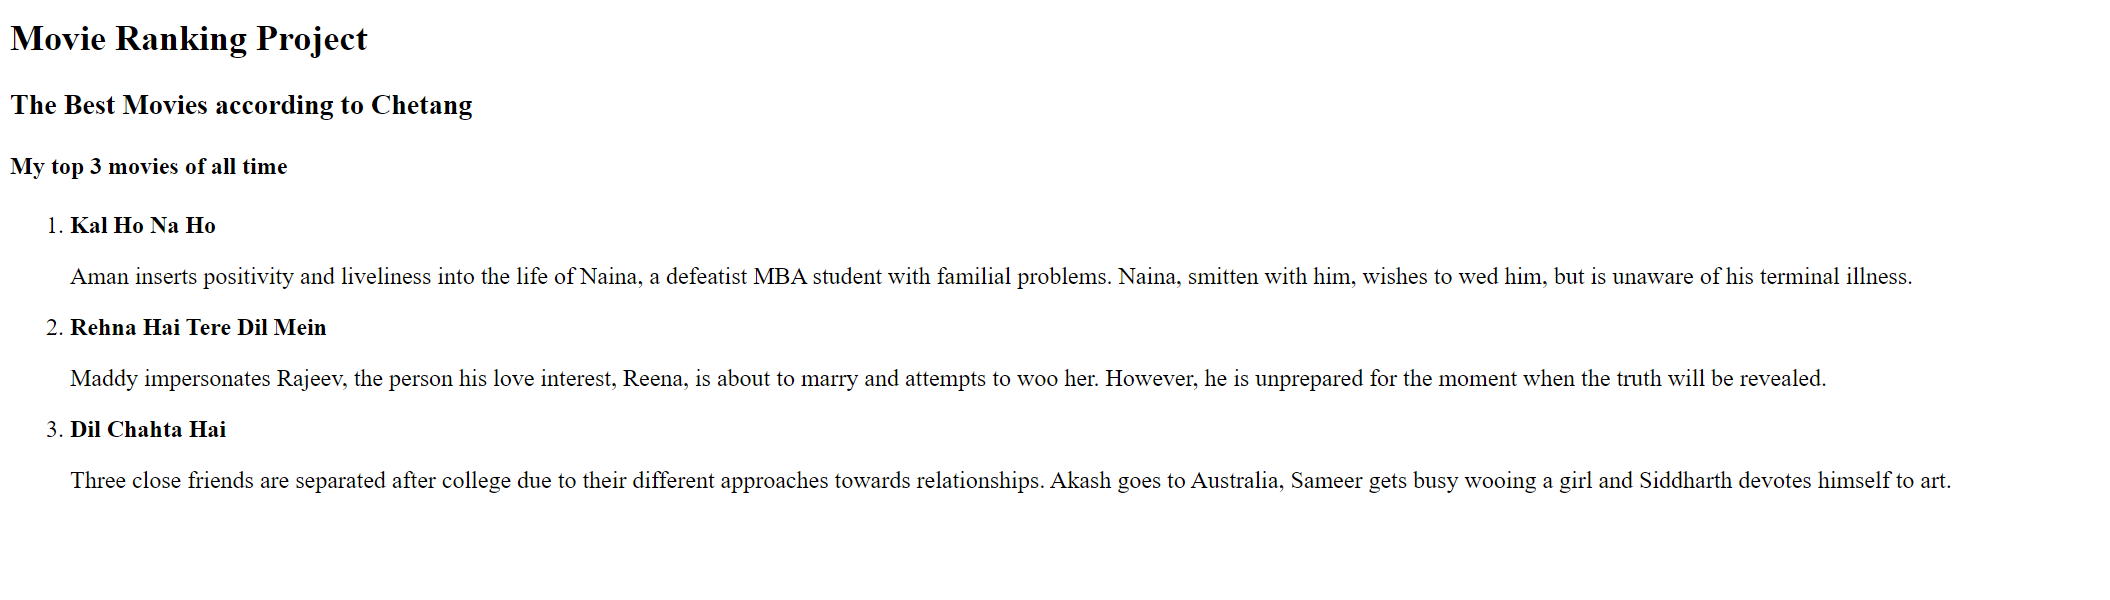 Movie Ranking Project
The Best Movies according to Chetang
My top 3 movies of all time
1. Kal Ho Na Ho
Aman inserts positivity and liveliness into the life of Naina, a defeatist MBA student with familial problems. Naina, smitten with him, wishes to wed him, but is unaware of his terminal illness.
2. Rehna Hai Tere Dil Mein
Maddy impersonates Rajeev, the person his love interest, Reena, is about to marry and attempts to woo her. However, he is unprepared for the moment when the truth will be revealed.
3. Dil Chahta Hai
Three close friends are separated after college due to their different approaches towards relationships. Akash goes to Australia, Sameer gets busy wooing a girl and Siddharth devotes himself to art.